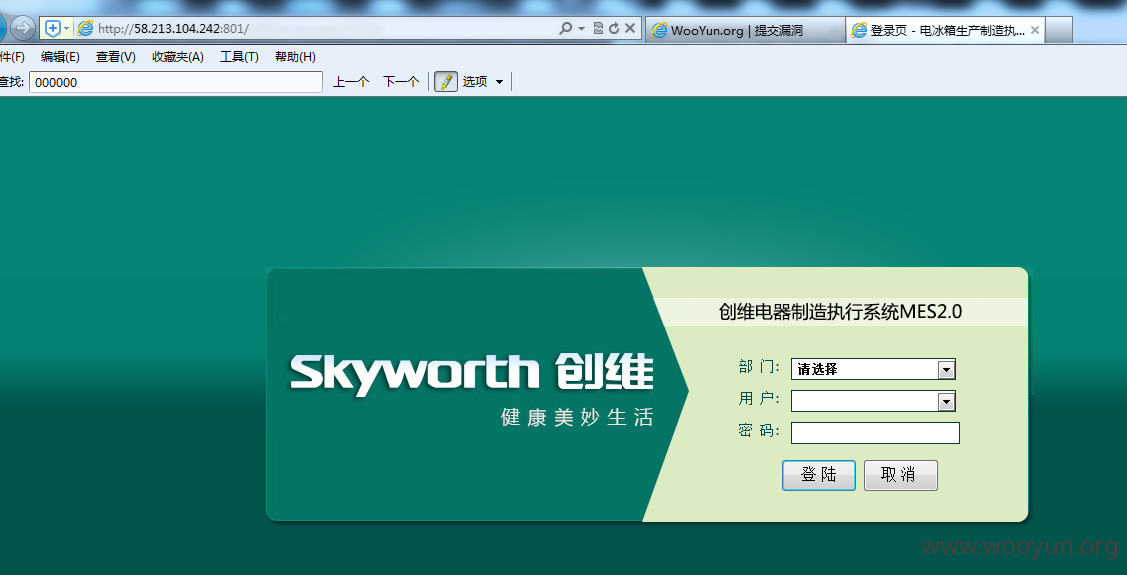 http://58.213.104.242:801/
WooYun.org | 提交漏洞
登录页 - 电冰箱生产制造执...
件(F) 编辑(E) 查看(V) 收藏夹(A) 工具(T) 帮助(H)
查找: 000000 上一个 下一个 选项
创维电器制造执行系统MES2.0
Skyworth 创维
健康美妙生活
部 门: 请选择
用 户:
密 码:
登 陆 取 消
www.wooyun.org